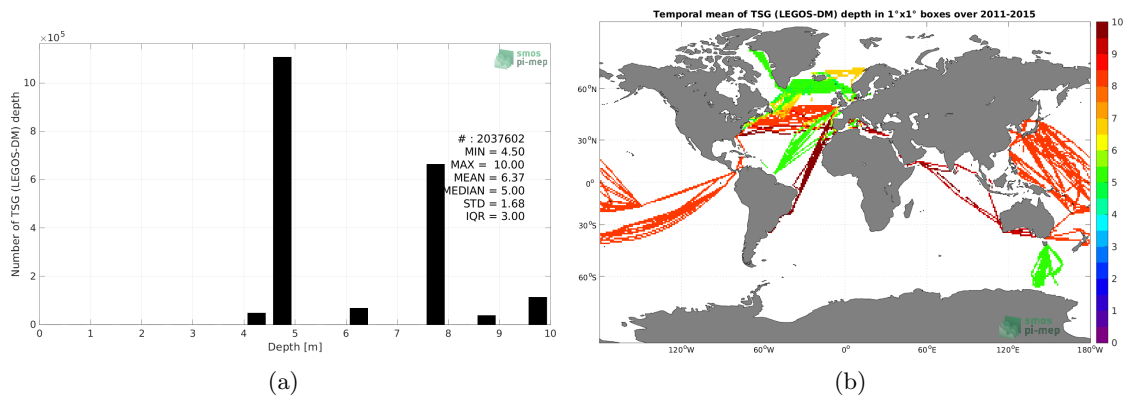 ×10⁵
smos
pi-mep
Number of TSG (LEGOS-DM) depth
10
8
6
4
2
0
# : 2037602
MIN = 4.50
MAX = 10.00
MEAN = 6.37
MEDIAN = 5.00
STD = 1.68
IQR = 3.00
0 1 2 3 4 5 6 7 8 9 10
Depth [m]
(a)
Temporal mean of TSG (LEGOS-DM) depth in 1°x1° boxes over 2011-2015
60°N
30°N
0°
30°S
60°S
120°W 60°W 0° 60°E 120°E 180°W
smos
pi-mep
10
9
8
7
6
5
4
3
2
1
0
(b)